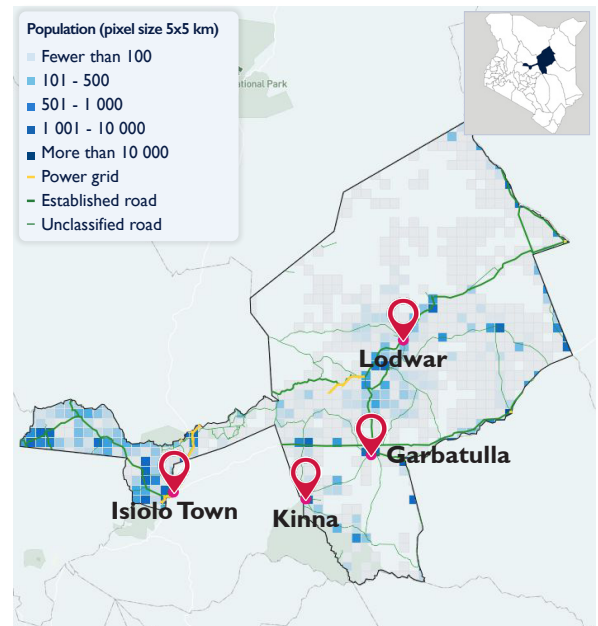 Population (pixel size 5x5 km)
Fewer than 100
101 - 500
501 - 1 000
1 001 - 10 000
More than 10 000
Power grid
Established road
Unclassified road
National Park
Lodwar
Garbatulla
Isiolo Town
Kinna